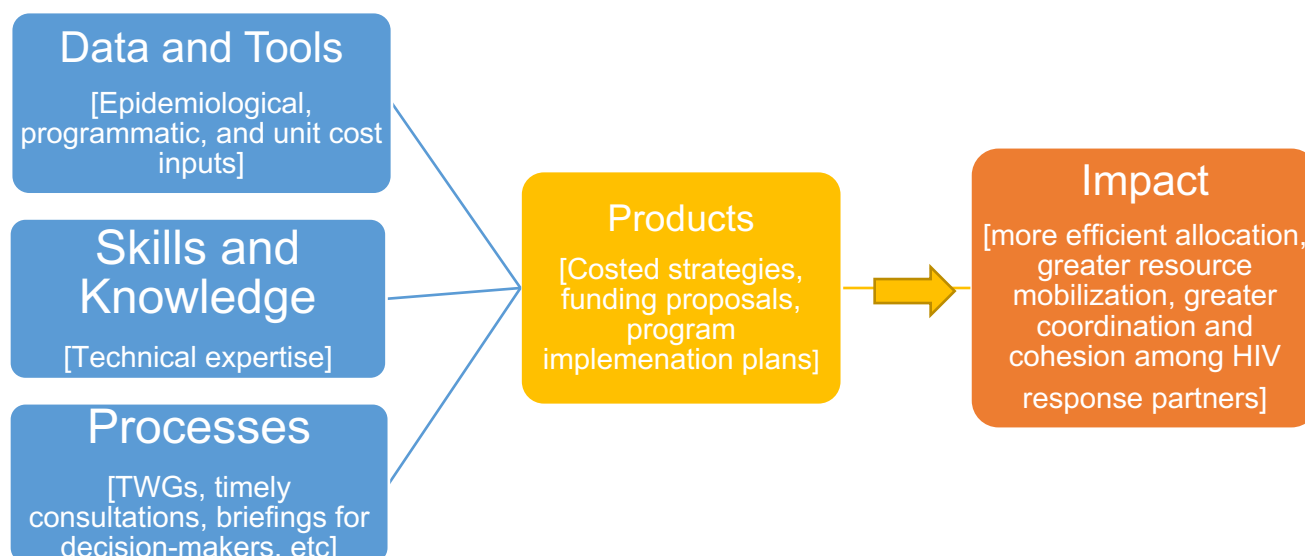 Data and Tools
[Epidemiological,
programmatic, and unit cost
inputs]
Skills and
Knowledge
[Technical expertise]
Processes
[TWGs, timely
consultations, briefings for
decision-makers, etc]
Products
[Costed strategies,
funding proposals,
program
implemenation plans]
Impact
[more efficient allocation,
greater resource
mobilization, greater
coordination and
cohesion among HIV
response partners]